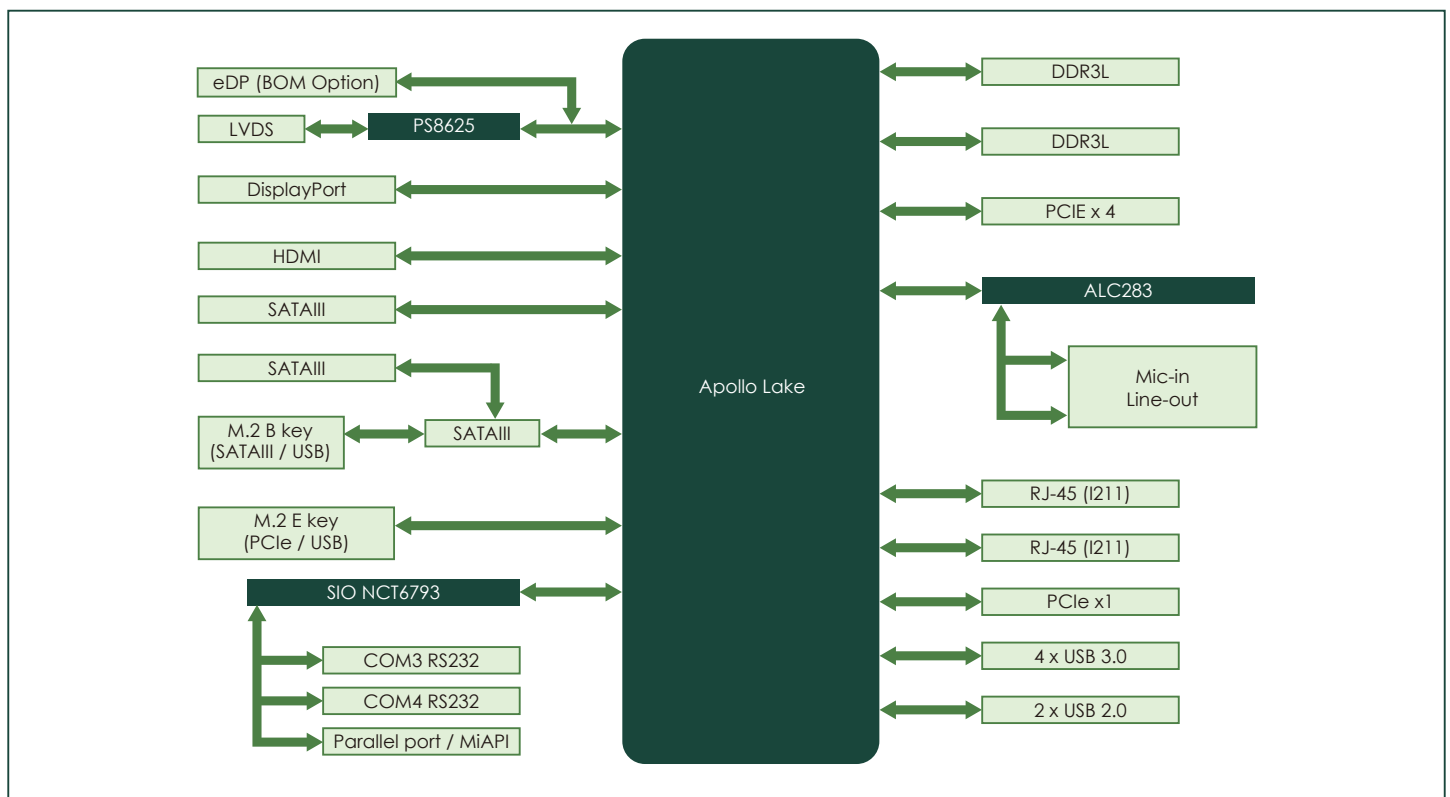 eDP (BOM Option)
LVDS
PS8625
DisplayPort
HDMI
SATAIII
SATAIII
M.2 B key
(SATAIII / USB)
SATAIII
M.2 E key
(PCIe / USB)
SIO NCT6793
COM3 RS232
COM4 RS232
Parallel port / MiAPI
Apollo Lake
DDR3L
DDR3L
PCIE x 4
ALC283
Mic-in
Line-out
RJ-45 (I211)
RJ-45 (I211)
PCIe x1
4 x USB 3.0
2 x USB 2.0